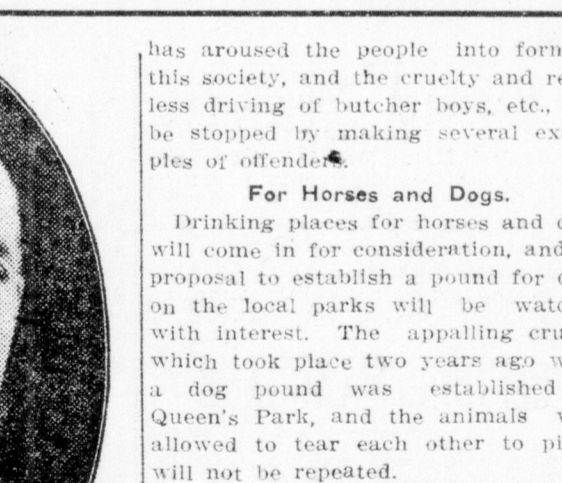 has aroused the people into form
this society, and the cruelty and re
less driving of butcher boys, etc.,
be stopped by making several ex
ples of offenders.
For Horses and Dogs.
Drinking places for horses and d
will come in for consideration, and
proposal to establish a pound for d
on the local parks will be watc
with interest. The appalling cru
which took place two years ago w
a dog pound was established
Queen's Park, and the animals w
allowed to tear each other to pi
will not be repeated.